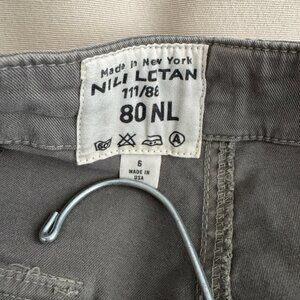 Made in New York
NILI LOTAN
111/88
80 NL
A
6
MADE IN
USA